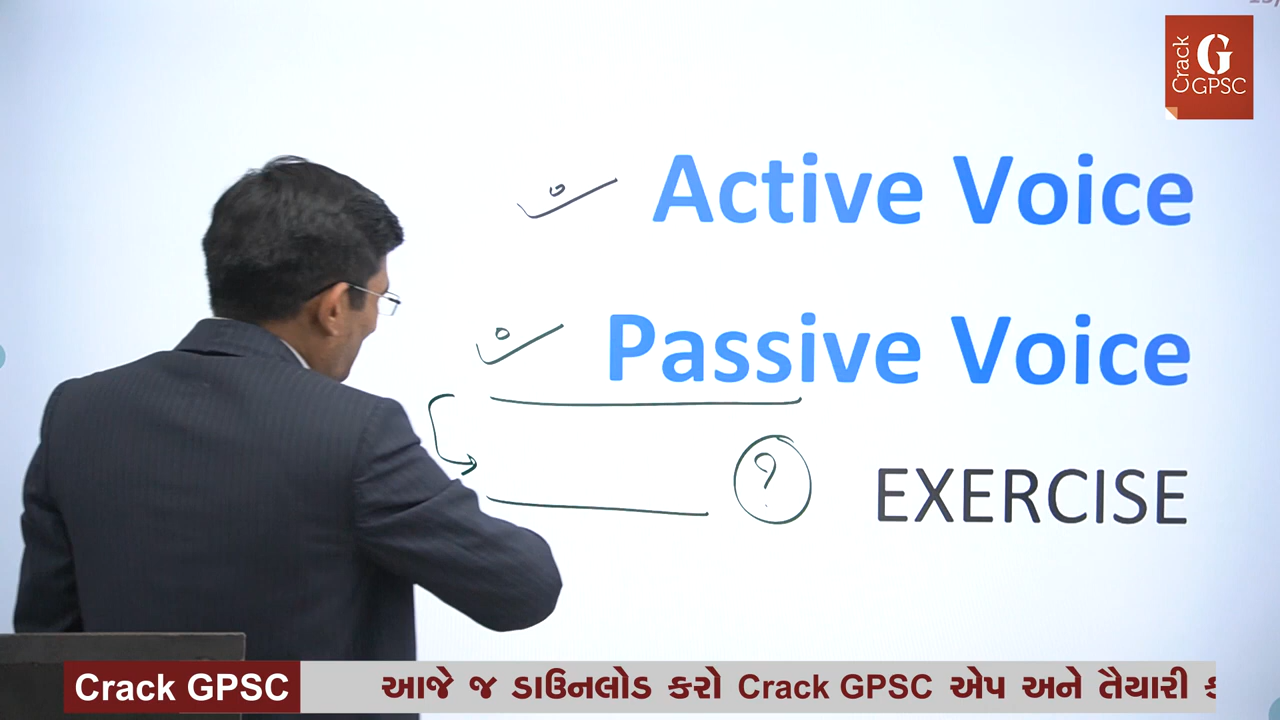 Crack
G
GPSC
Active Voice
Passive Voice
?
EXERCISE
Crack GPSC
આજે જ ડાઉનલોડ કરો Crack GPSC એપ અને તૈયારી